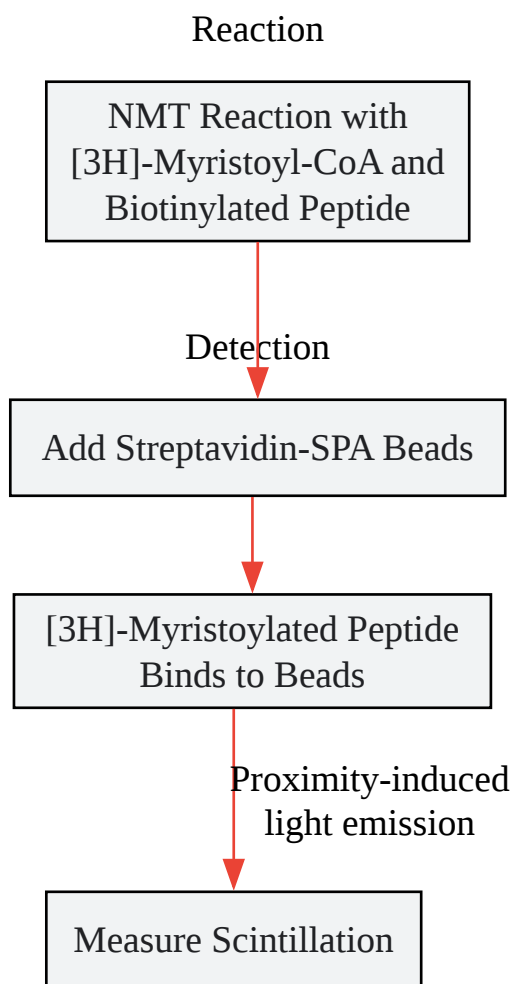 Reaction
NMT Reaction with
[3H]-Myristoyl-CoA and
Biotinylated Peptide
Detection
Add Streptavidin-SPA Beads
[3H]-Myristoylated Peptide
Binds to Beads
Proximity-induced
light emission
Measure Scintillation